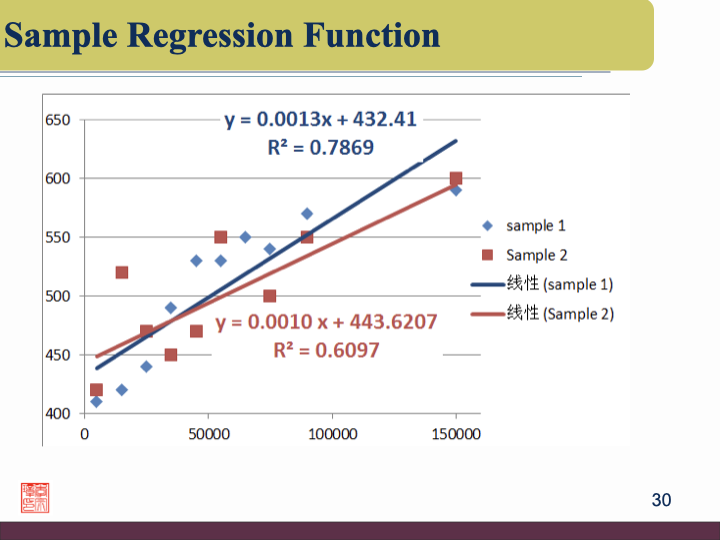 Sample Regression Function
y = 0.0013x + 432.41
R² = 0.7869
650
600
550
500
450
400
0
50000
100000
150000
y = 0.0010 x + 443.6207
R² = 0.6097
sample 1
Sample 2
线性 (sample 1)
线性 (Sample 2)
30